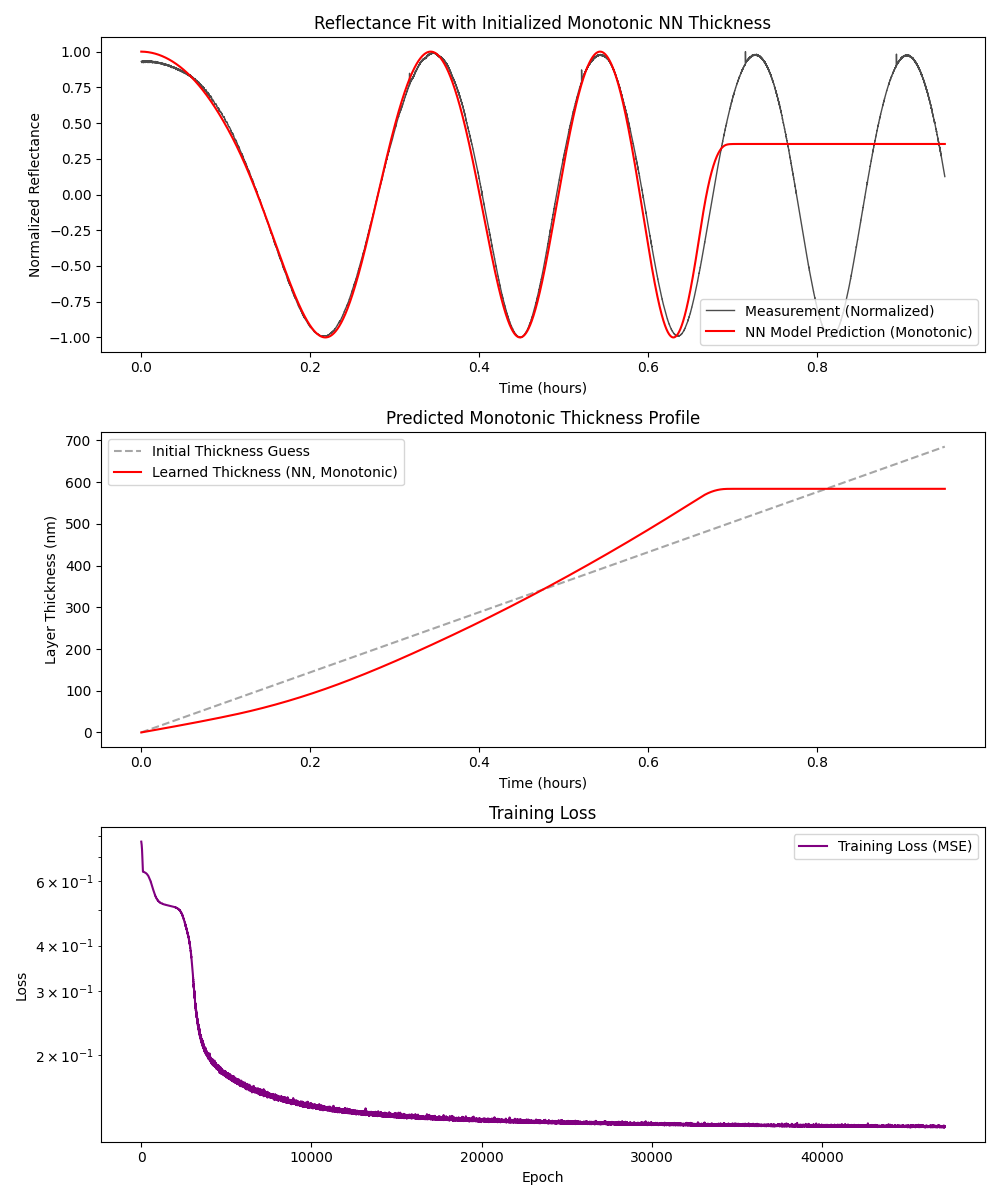 Reflectance Fit with Initialized Monotonic NN Thickness
Normalized Reflectance
1.00
0.75
0.50
0.25
0.00
−0.25
−0.50
−0.75
−1.00
Measurement (Normalized)
NN Model Prediction (Monotonic)
0.0 0.2 0.4 0.6 0.8
Time (hours)
Predicted Monotonic Thickness Profile
Layer Thickness (nm)
700
600
500
400
300
200
100
0
Initial Thickness Guess
Learned Thickness (NN, Monotonic)
0.0 0.2 0.4 0.6 0.8
Time (hours)
Training Loss
Loss
6 × 10⁻¹
4 × 10⁻¹
3 × 10⁻¹
2 × 10⁻¹
Training Loss (MSE)
0 10000 20000 30000 40000
Epoch